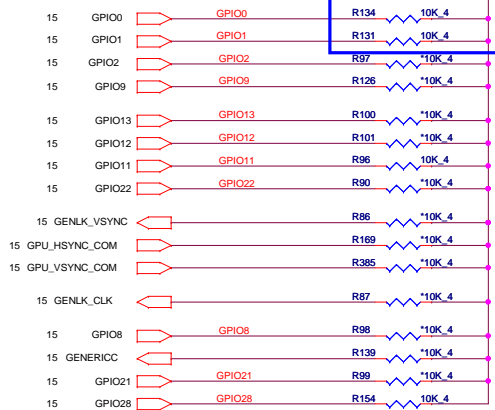 15 GPIO0 GPIO0 R134 10K_4
15 GPIO1 GPIO1 R131 10K_4
15 GPIO2 GPIO2 R97 *10K_4
15 GPIO9 GPIO9 R126 *10K_4
15 GPIO13 GPIO13 R100 *10K_4
15 GPIO12 GPIO12 R101 *10K_4
15 GPIO11 GPIO11 R96 10K_4
15 GPIO22 GPIO22 R90 *10K_4
15 GENLK_VSYNC R86 *10K_4
15 GPU_HSYNC_COM R169 *10K_4
15 GPU_VSYNC_COM R385 *10K_4
15 GENLK_CLK R87 *10K_4
15 GPIO8 GPIO8 R98 *10K_4
15 GENERICC R139 *10K_4
15 GPIO21 GPIO21 R99 *10K_4
15 GPIO28 GPIO28 R154 10K_4